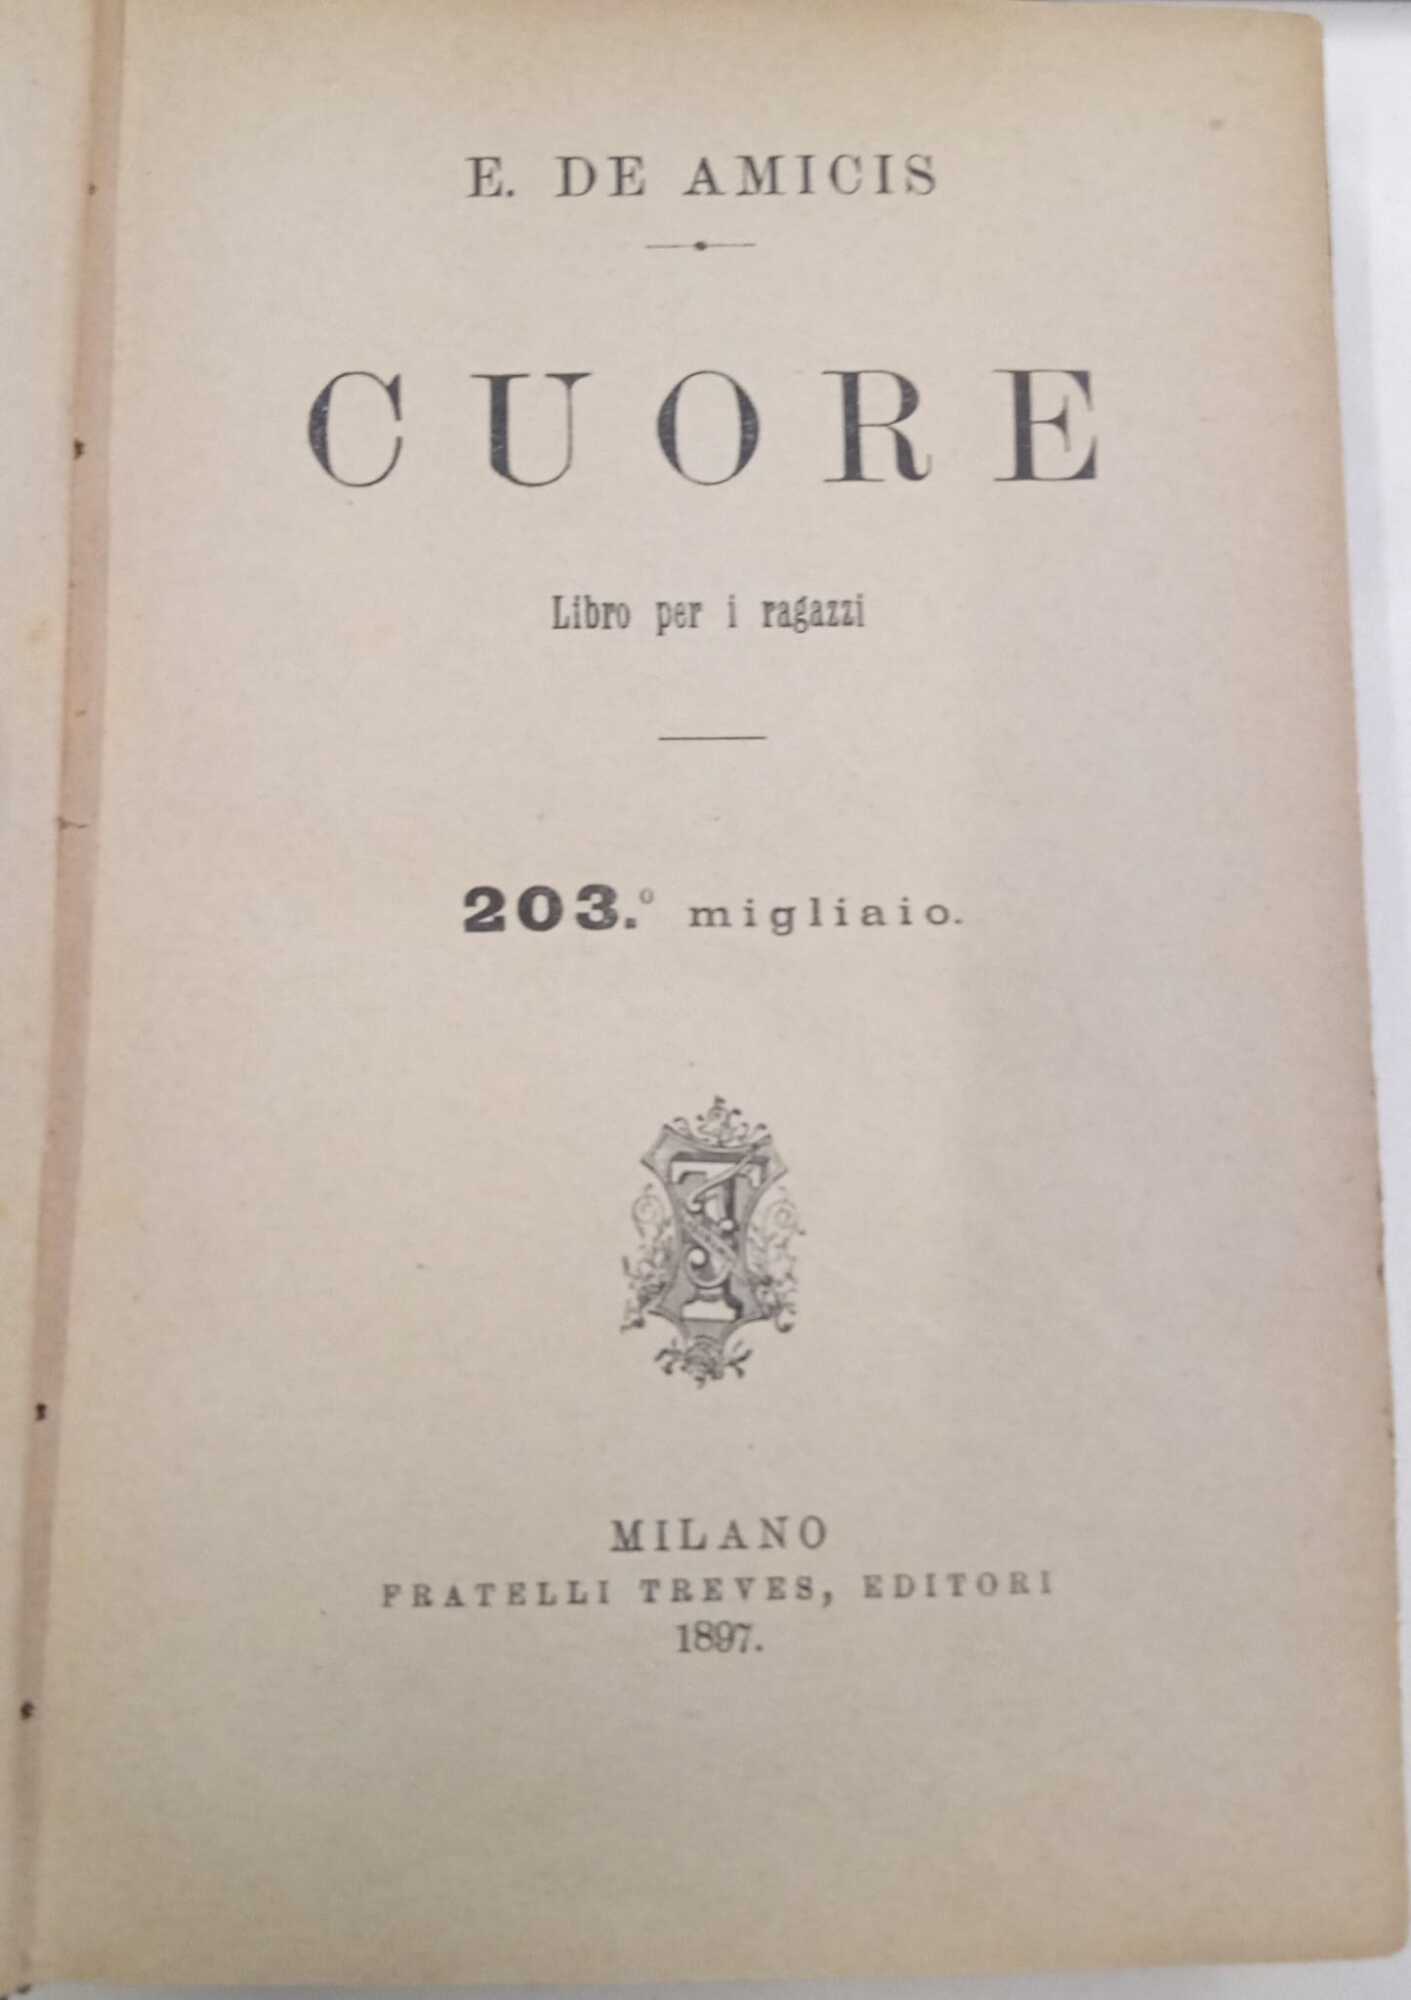 E. DE AMICIS
CUORE
Libro per i ragazzi
203.º migliaio.
MILANO
FRATELLI TREVES, EDITORI
1897.